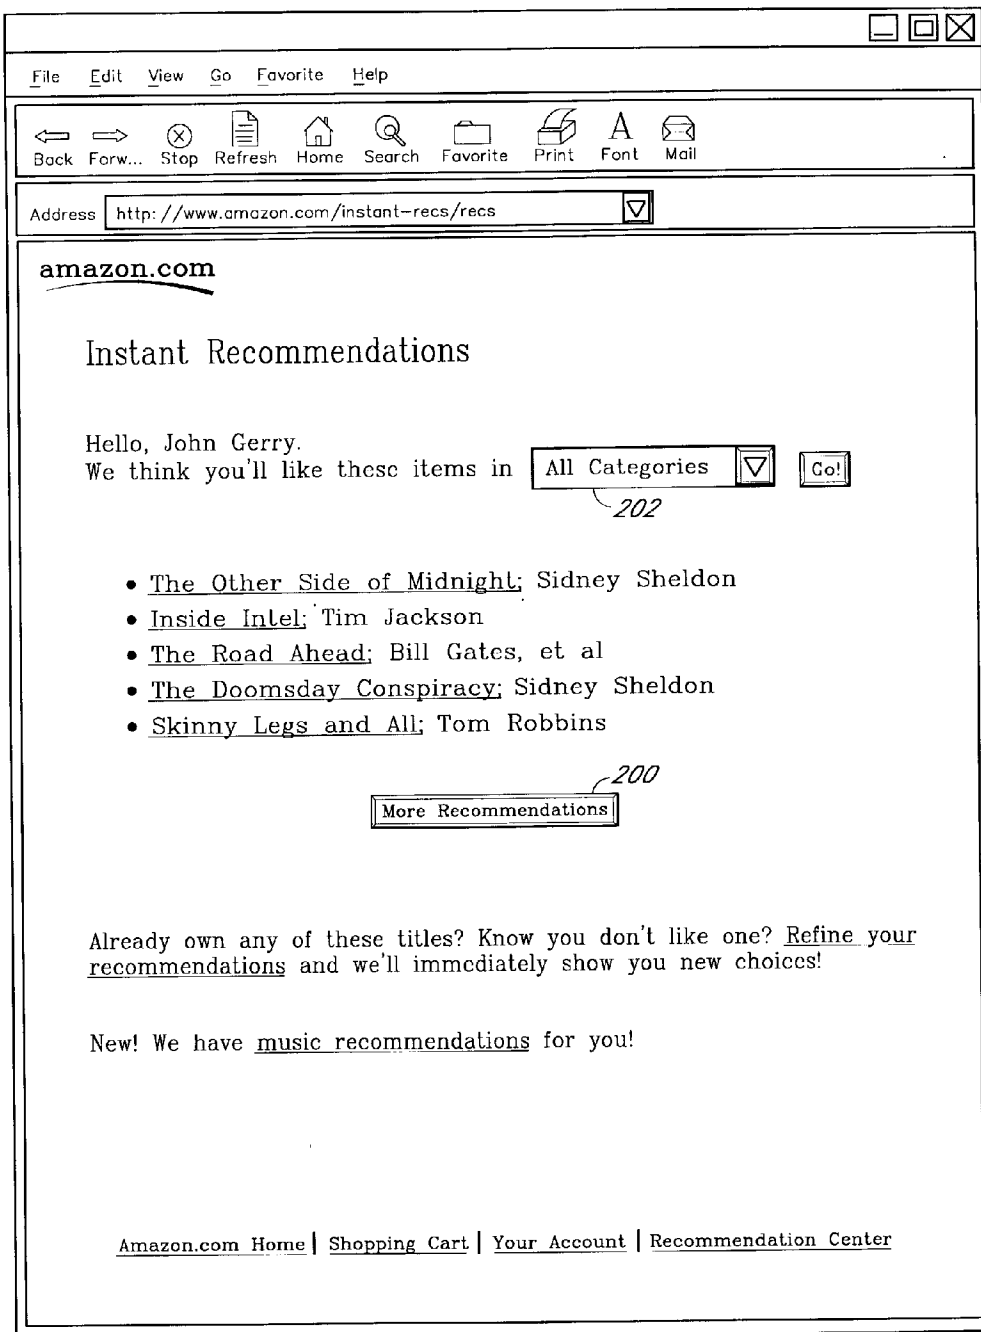 File Edit View Go Favorite Help
Back Forw... Stop Refresh Home Search Favorite Print Font Mail
Address http://www.amazon.com/instant-recs/recs
amazon.com
Instant Recommendations
Hello, John Gerry.
We think you'll like these items in All Categories Go!
202
• The Other Side of Midnight; Sidney Sheldon
• Inside Intel; Tim Jackson
• The Road Ahead; Bill Gates, et al
• The Doomsday Conspiracy; Sidney Sheldon
• Skinny Legs and All; Tom Robbins
200
More Recommendations
Already own any of these titles? Know you don't like one? Refine your
recommendations and we'll immediately show you new choices!
New! We have music recommendations for you!
Amazon.com Home | Shopping Cart | Your Account | Recommendation Center